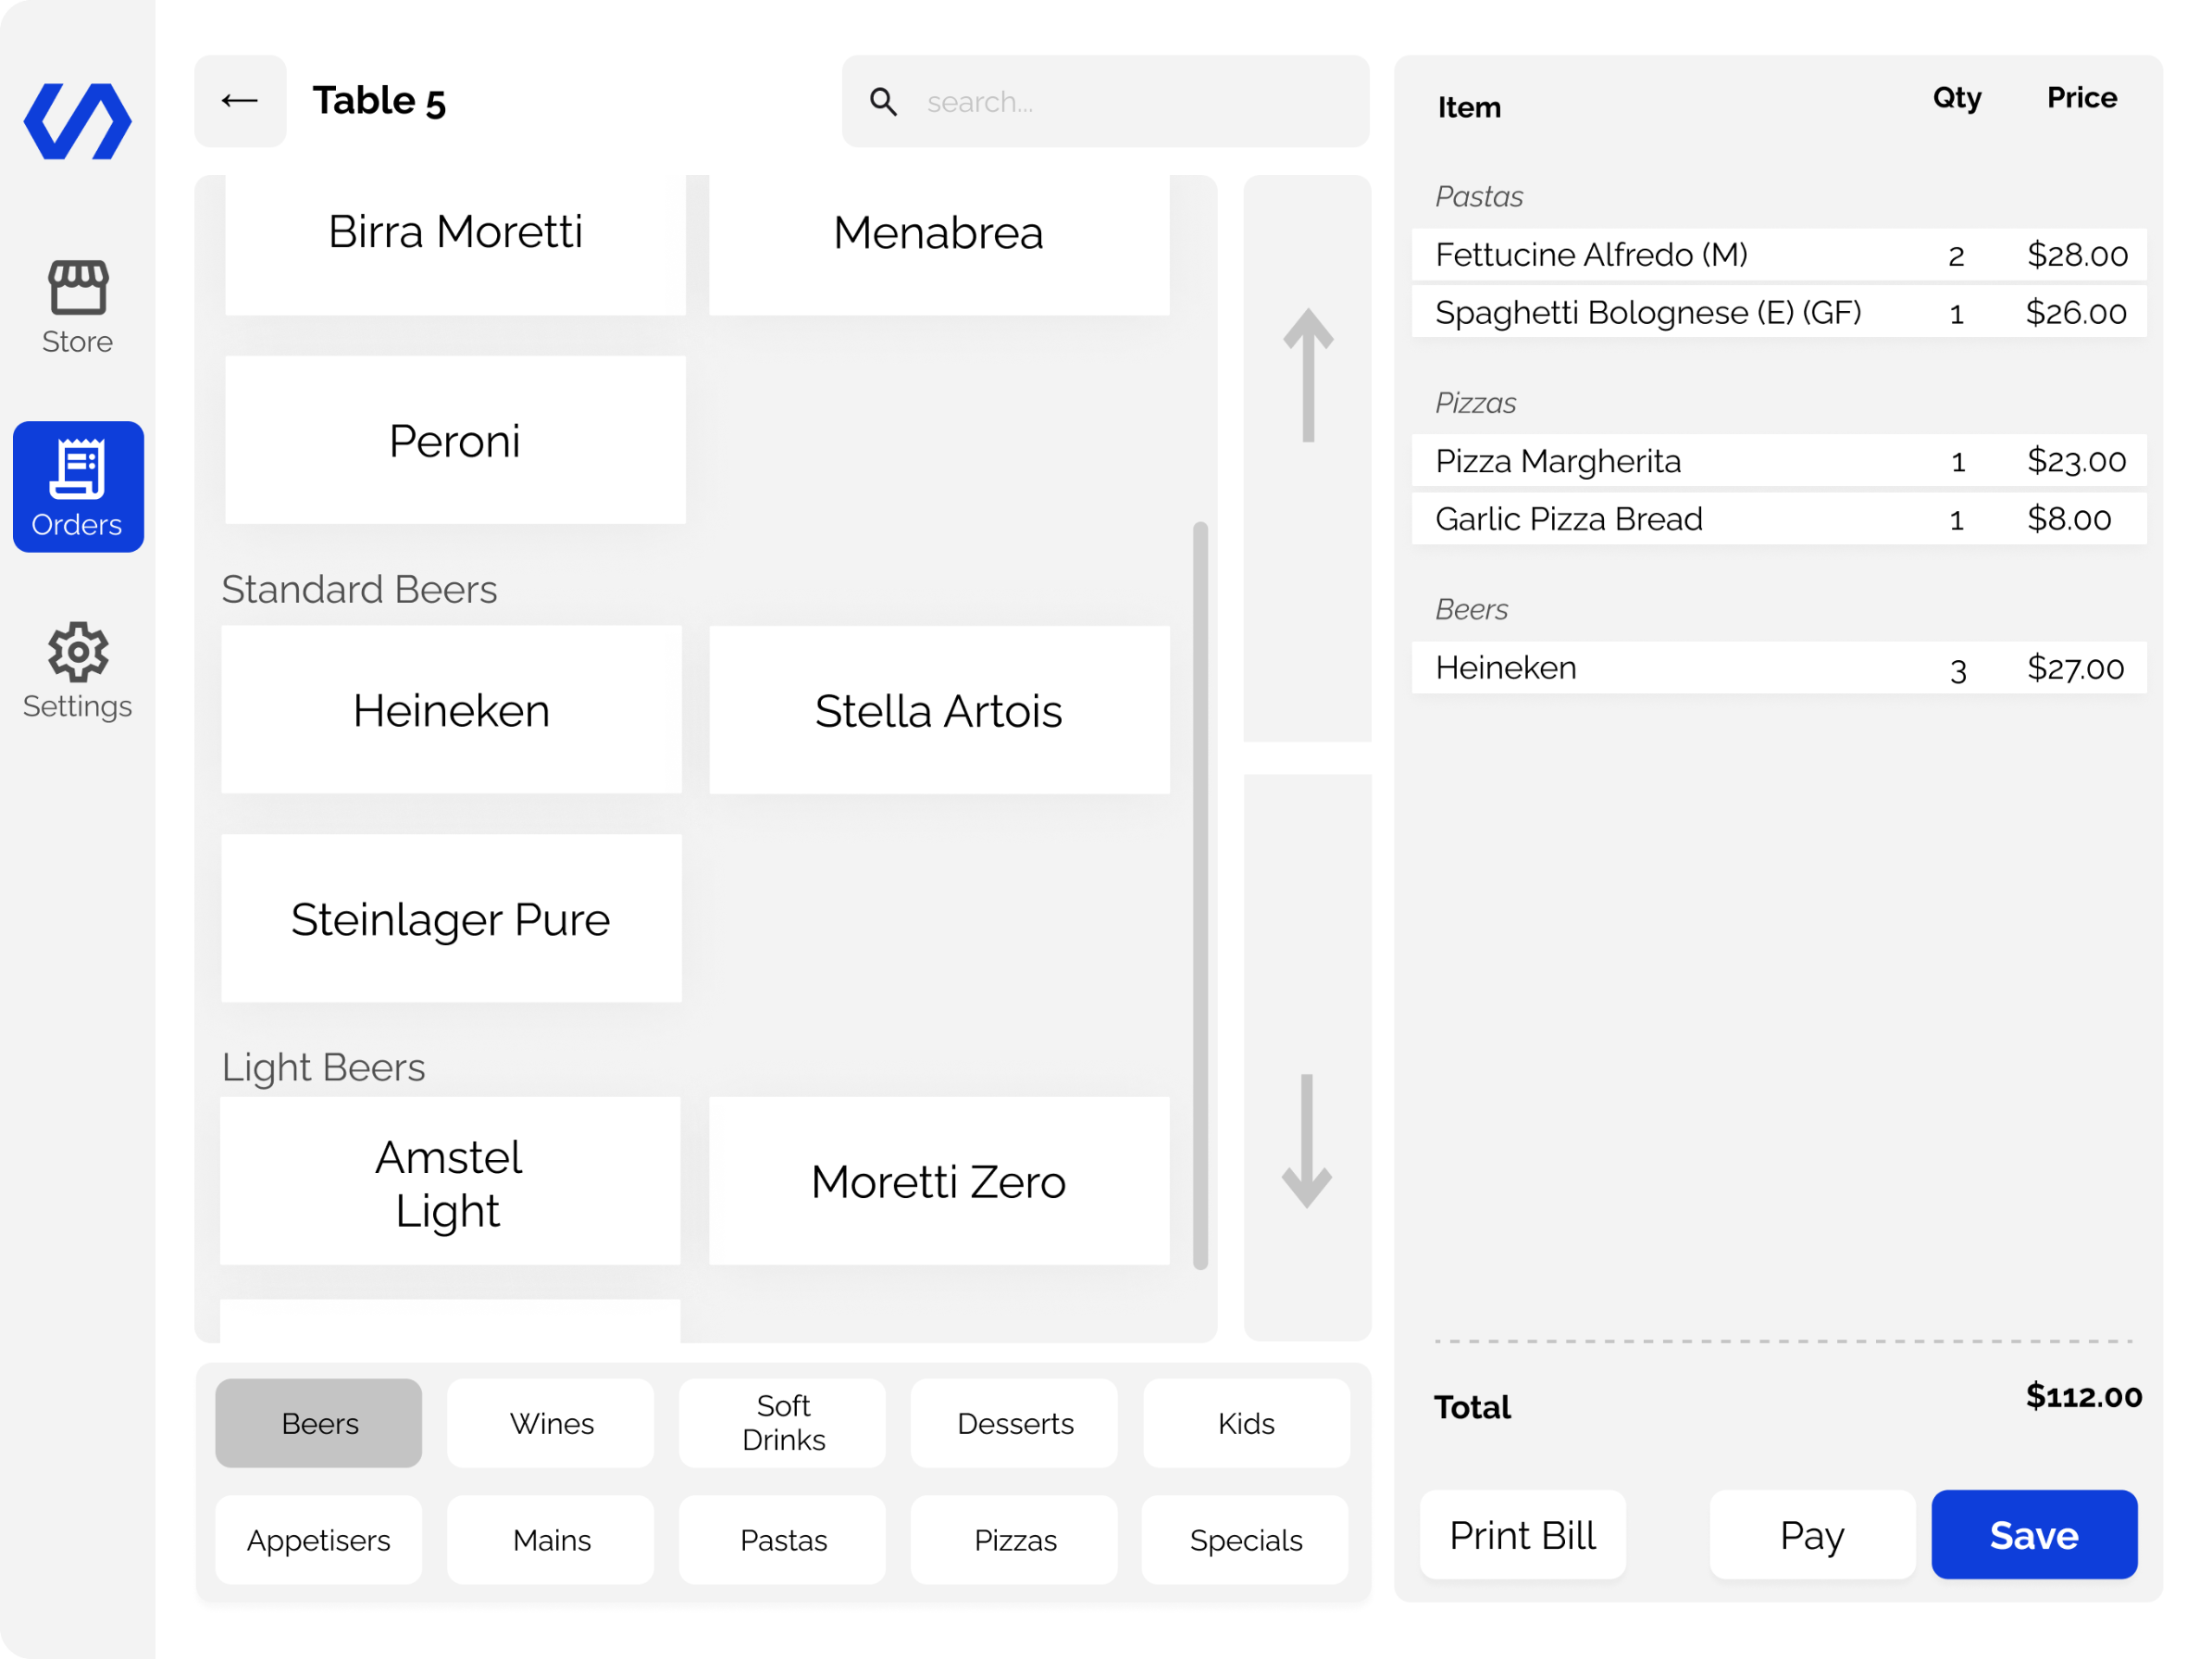 Store
Orders
Settings
Table 5
search...
Birra Moretti
Menabrea
Peroni
Standard Beers
Heineken
Stella Artois
Steinlager Pure
Light Beers
Amstel
Light
Moretti Zero
Beers
Wines
Soft
Drinks
Desserts
Kids
Appetisers
Mains
Pastas
Pizzas
Specials
Item Qty Price
Pastas
Fettucine Alfredo (M) 2 $28.00
Spaghetti Bolognese (E) (GF) 1 $26.00
Pizzas
Pizza Margherita 1 $23.00
Garlic Pizza Bread 1 $8.00
Beers
Heineken 3 $27.00
Total $112.00
Print Bill
Pay
Save